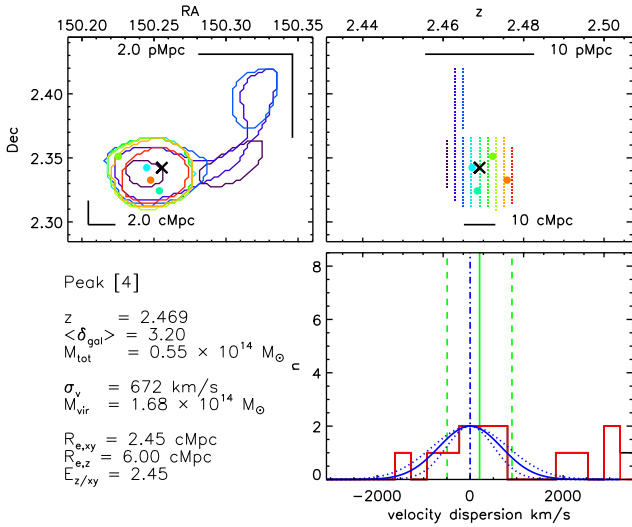 RA z
150.20 150.25 150.30 150.35 2.44 2.46 2.48 2.50
2.0 pMpc 10 pMpc
2.40
Dec
2.35
2.30
2.0 cMpc 10 cMpc
Peak [4]
z = 2.469
<δgal> = 3.20
Mtot = 0.55 × 10^14 M⊙
σv = 672 km/s
Mvir = 1.68 × 10^14 M⊙
Re,xy = 2.45 cMpc
Re,z = 6.00 cMpc
Ez/xy = 2.45
8
6
n
4
2
0
−2000 0 2000
velocity dispersion km/s